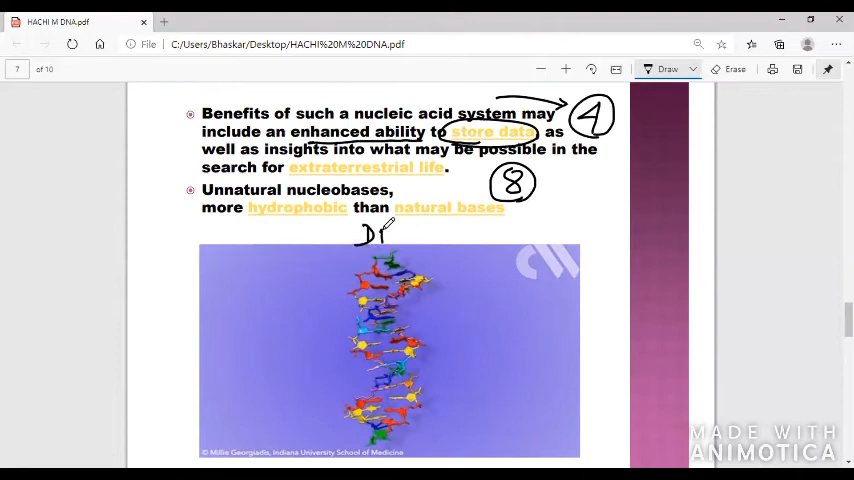 HACHI M DNA.pdf
File
C:/Users/Bhaskar/Desktop/HACHI%20M%20DNA.pdf
7 of 10
Draw
Erase
Benefits of such a nucleic acid system may
include an enhanced ability to store data, as
well as insights into what may be possible in the
search for extraterrestrial life.
4
8
Unnatural nucleobases,
more hydrophobic than natural bases
© Millie Georgiadis, Indiana University School of Medicine
MADE WITH
ANIMOTICA